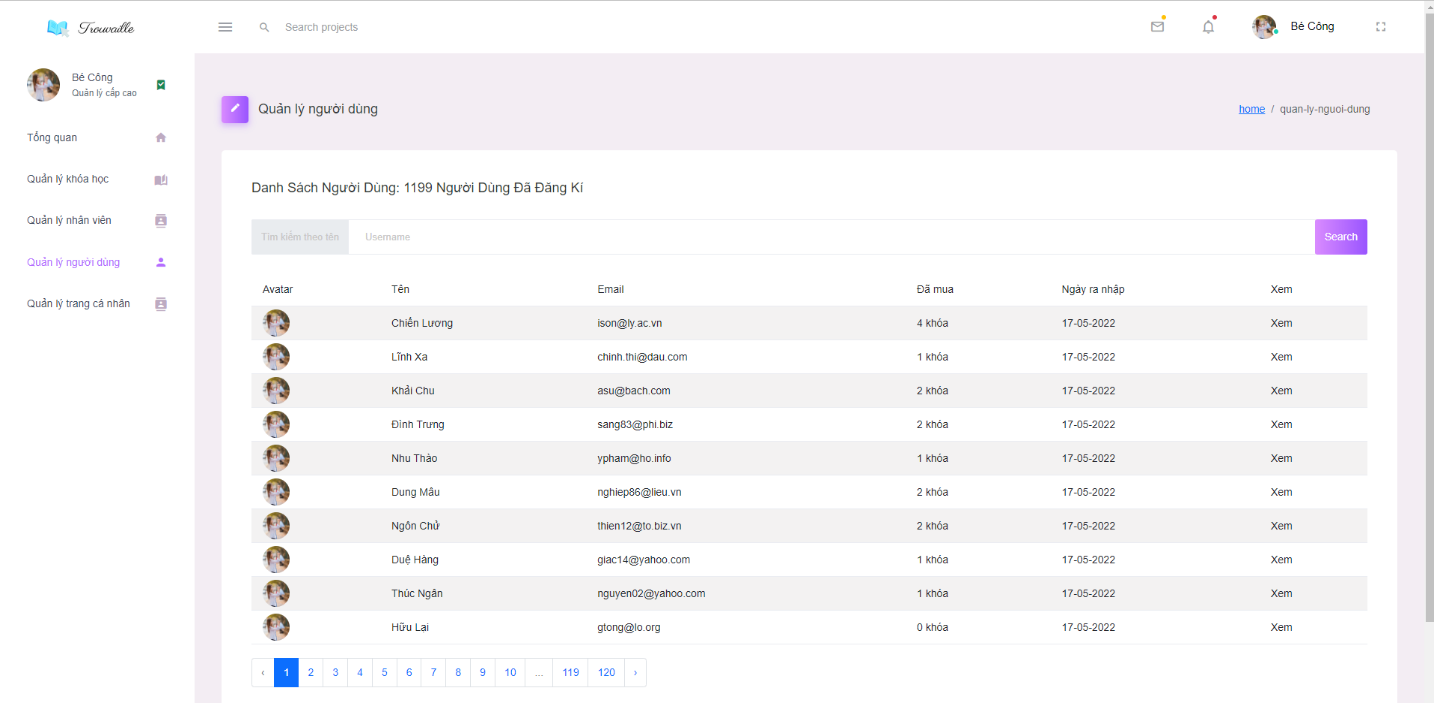 Trouvaille
Search projects
Bé Công
Bé Công
Quản lý cấp cao
Tổng quan
Quản lý khóa học
Quản lý nhân viên
Quản lý người dùng
Quản lý trang cá nhân
Quản lý người dùng
home / quan-ly-nguoi-dung
Danh Sách Người Dùng: 1199 Người Dùng Đã Đăng Kí
Tìm kiếm theo tên Username Search
Avatar Tên Email Đã mua Ngày ra nhập Xem
Chiến Lương ison@ly.ac.vn 4 khóa 17-05-2022 Xem
Lĩnh Xa chinh.thi@dau.com 1 khóa 17-05-2022 Xem
Khải Chu asu@bach.com 2 khóa 17-05-2022 Xem
Đình Trưng sang83@phi.biz 2 khóa 17-05-2022 Xem
Nhu Thào ypham@ho.info 1 khóa 17-05-2022 Xem
Dung Mâu nghiep86@lieu.vn 2 khóa 17-05-2022 Xem
Ngôn Chử thien12@to.biz.vn 2 khóa 17-05-2022 Xem
Duệ Hàng giac14@yahoo.com 1 khóa 17-05-2022 Xem
Thúc Ngân nguyen02@yahoo.com 1 khóa 17-05-2022 Xem
Hữu Lai gtong@lo.org 0 khóa 17-05-2022 Xem
‹ 1 2 3 4 5 6 7 8 9 10 ... 119 120 ›